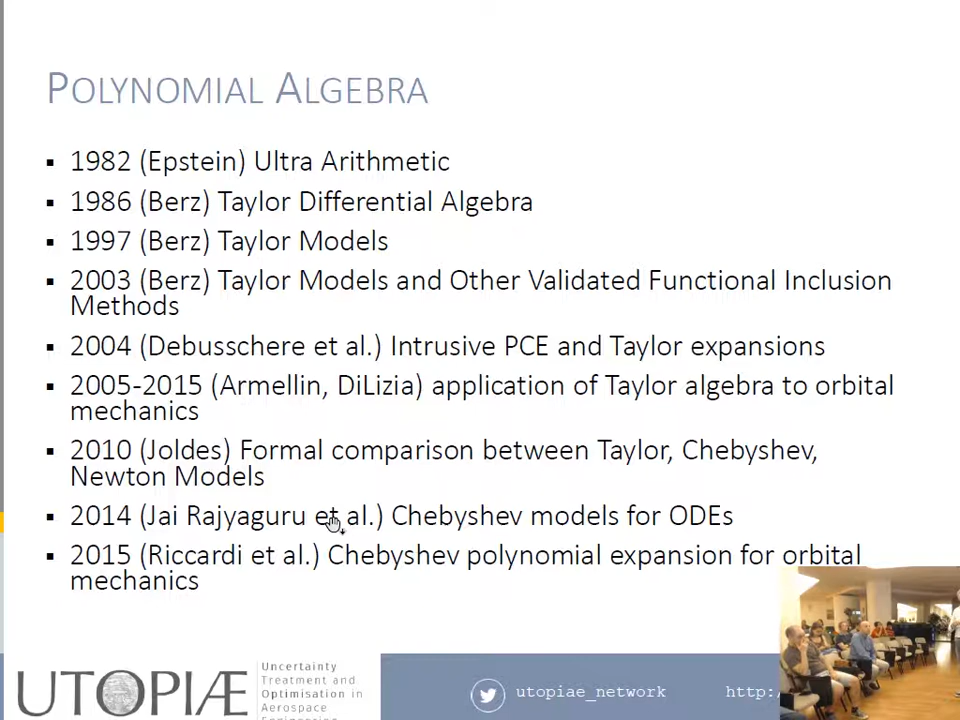 POLYNOMIAL ALGEBRA
▪ 1982 (Epstein) Ultra Arithmetic
▪ 1986 (Berz) Taylor Differential Algebra
▪ 1997 (Berz) Taylor Models
▪ 2003 (Berz) Taylor Models and Other Validated Functional Inclusion
Methods
▪ 2004 (Debusschere et al.) Intrusive PCE and Taylor expansions
▪ 2005-2015 (Armellin, DiLizia) application of Taylor algebra to orbital
mechanics
▪ 2010 (Joldes) Formal comparison between Taylor, Chebyshev,
Newton Models
▪ 2014 (Jai Rajyaguru et al.) Chebyshev models for ODEs
▪ 2015 (Riccardi et al.) Chebyshev polynomial expansion for orbital
mechanics
UTOPIÆ
Uncertainty
Treatment and
Optimisation in
Aerospace
utopiae_network
http: